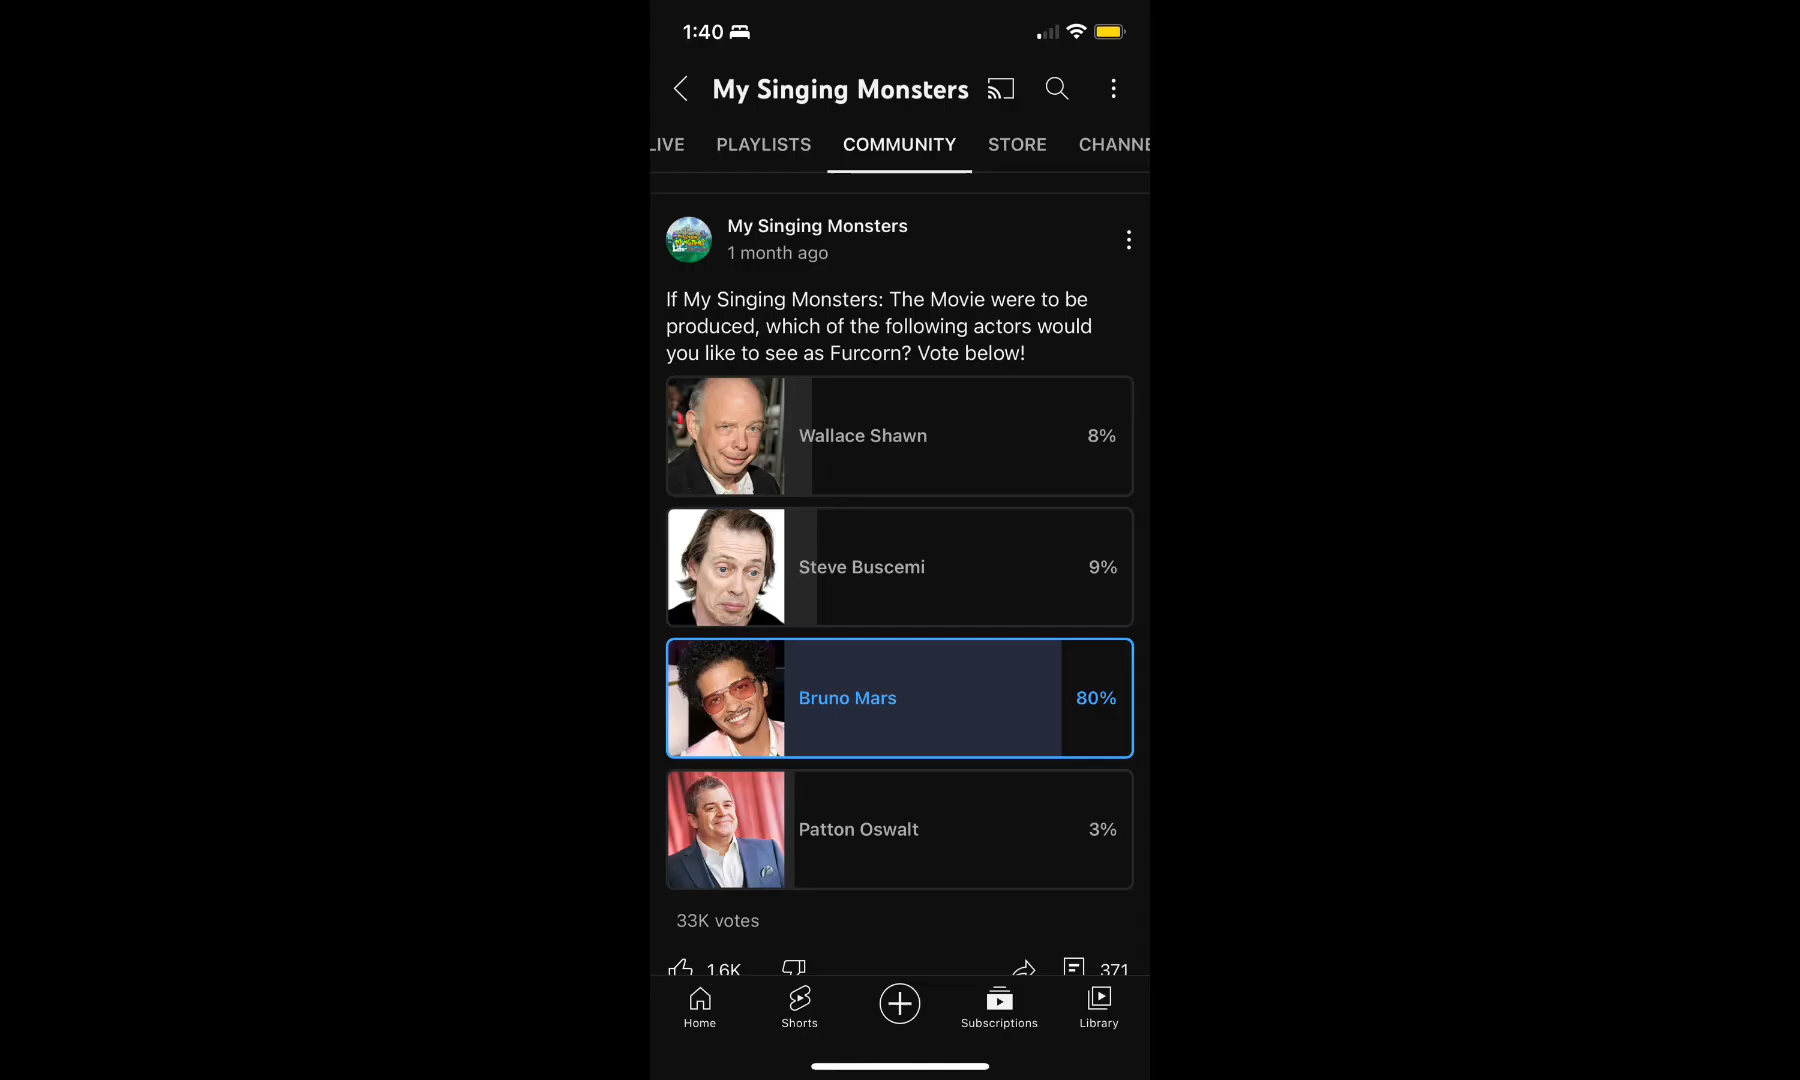 1:40
My Singing Monsters
LIVE PLAYLISTS COMMUNITY STORE CHANNE
My Singing Monsters
1 month ago
If My Singing Monsters: The Movie were to be
produced, which of the following actors would
you like to see as Furcorn? Vote below!
Wallace Shawn 8%
Steve Buscemi 9%
Bruno Mars 80%
Patton Oswalt 3%
33K votes
1.6K 371
Home Shorts Subscriptions Library